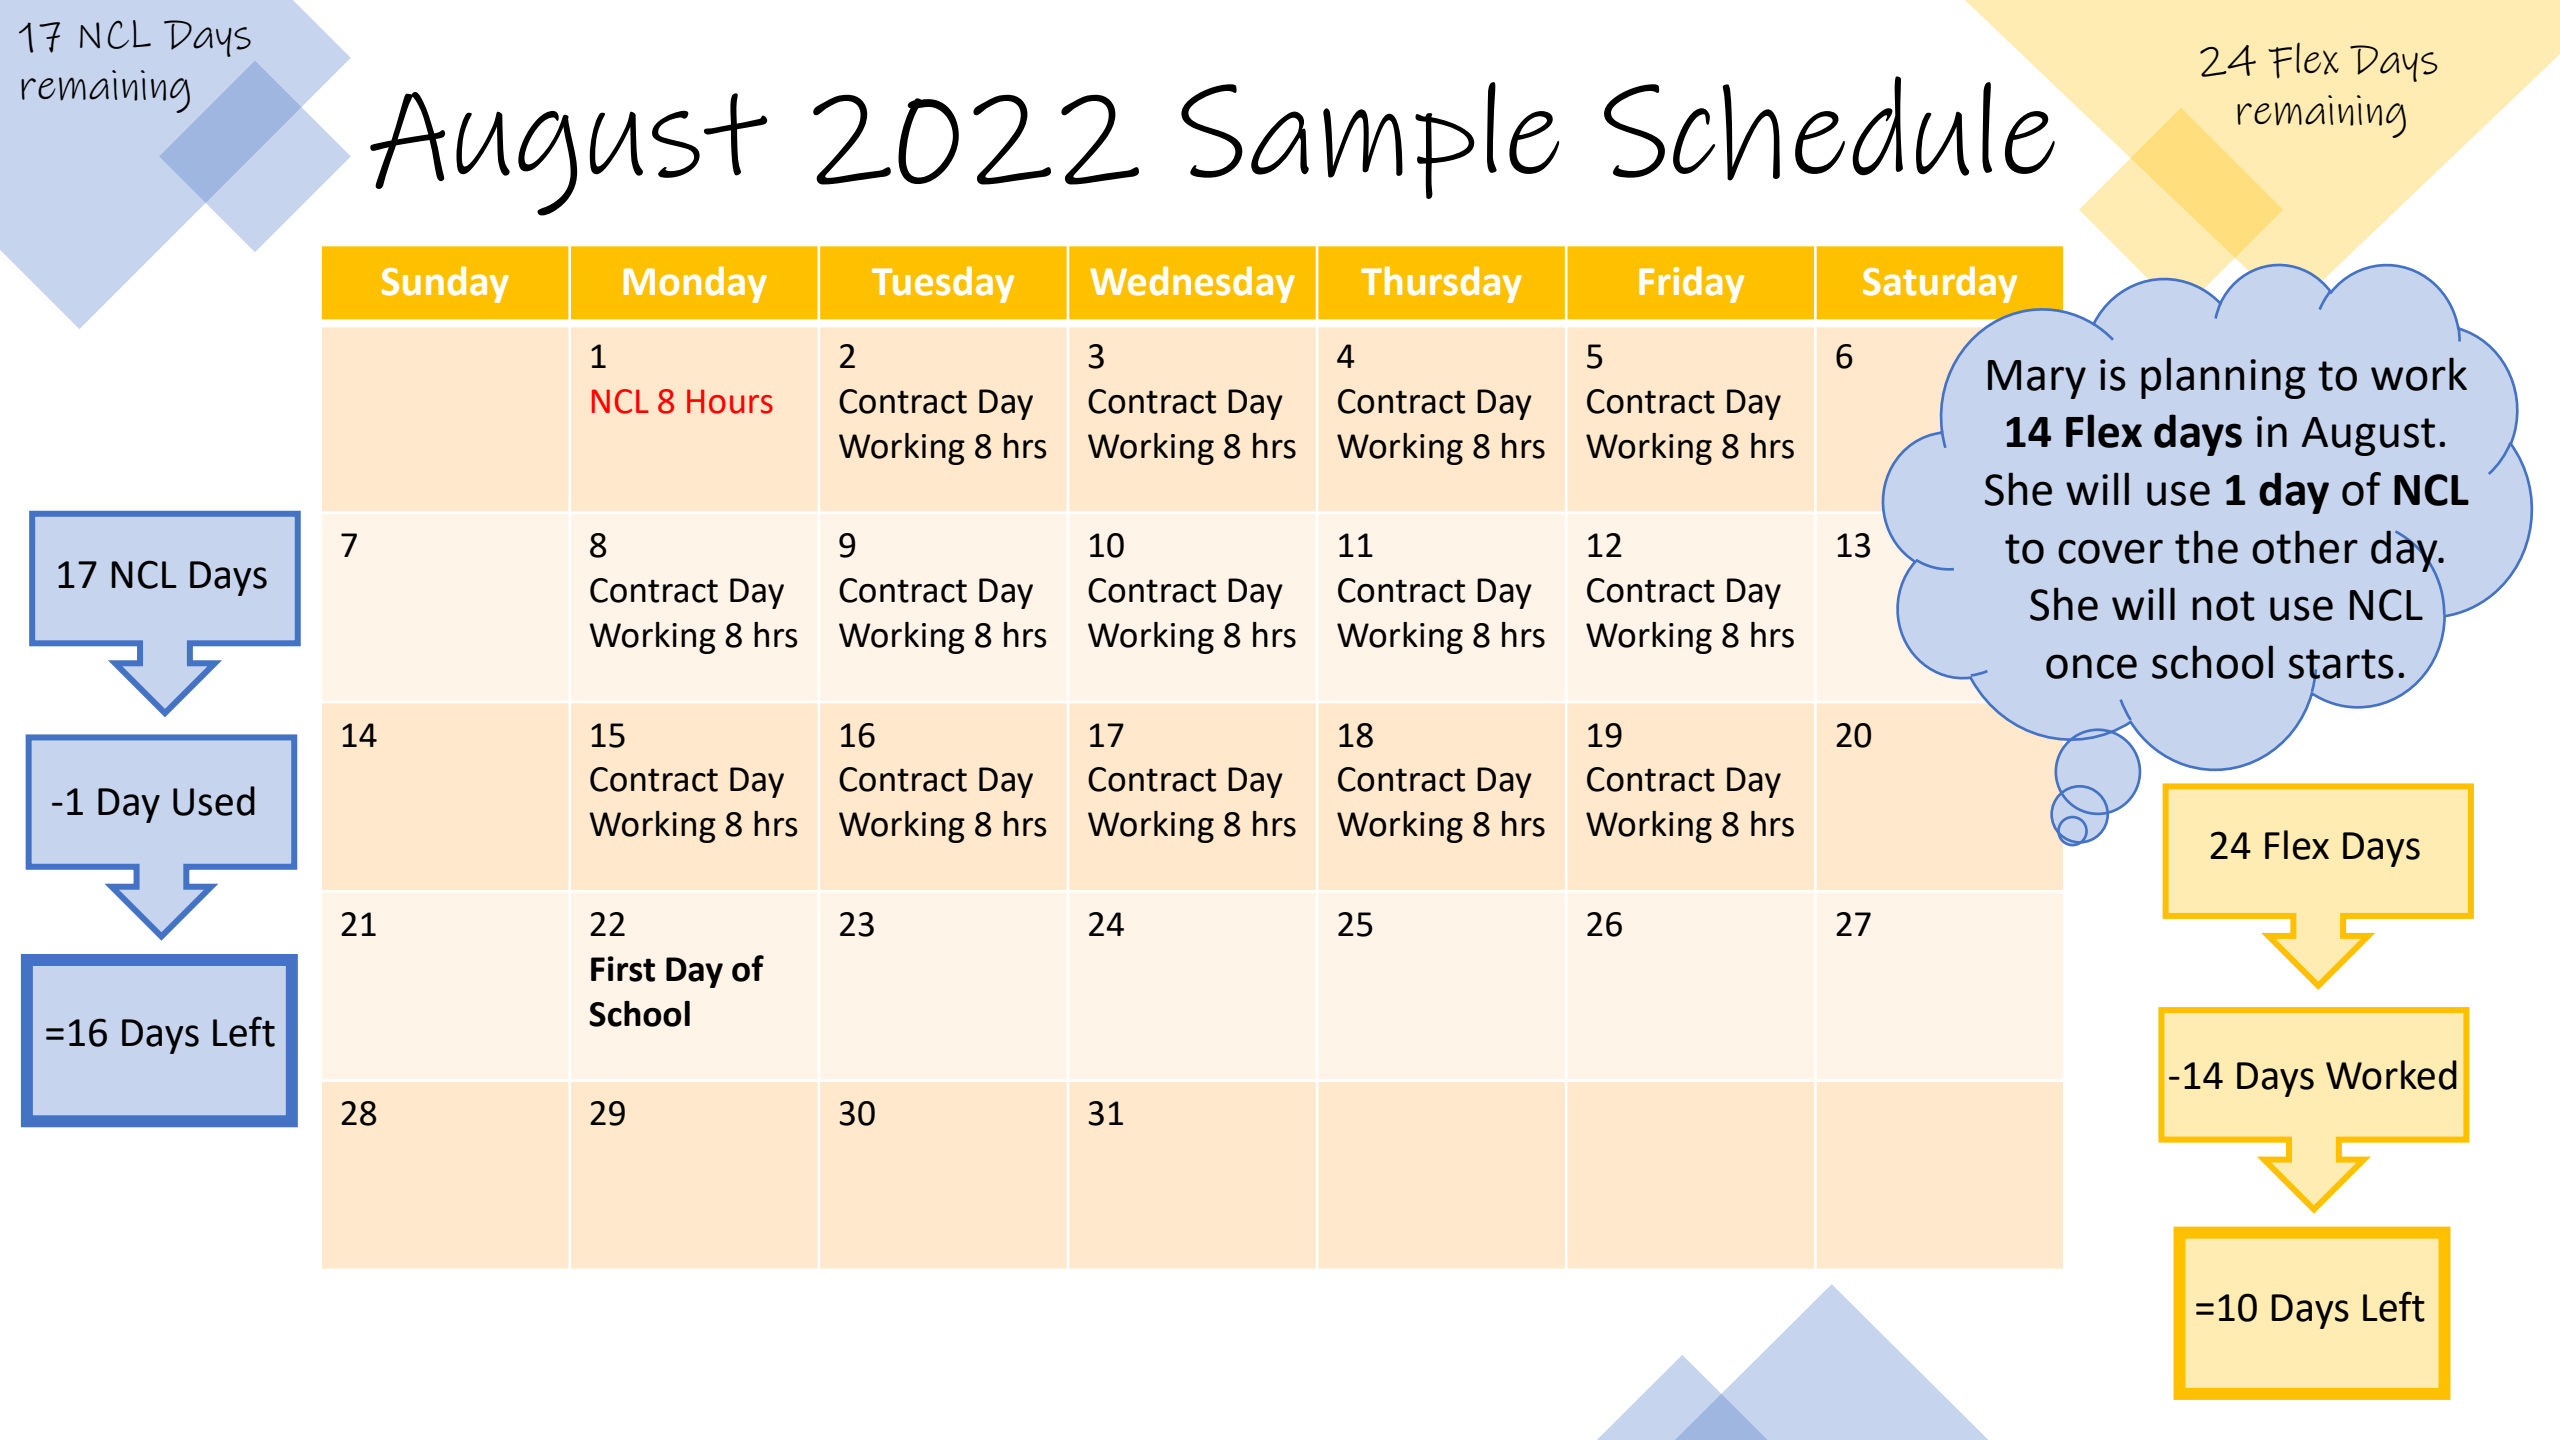 17 NCL Days
remaining
24 Flex Days
remaining
August 2022 Sample Schedule
Sunday Monday Tuesday Wednesday Thursday Friday Saturday
1 2 3 4 5 6
NCL 8 Hours Contract Day Contract Day Contract Day Contract Day
Working 8 hrs Working 8 hrs Working 8 hrs Working 8 hrs
7 8 9 10 11 12 13
Contract Day Contract Day Contract Day Contract Day Contract Day
Working 8 hrs Working 8 hrs Working 8 hrs Working 8 hrs Working 8 hrs
14 15 16 17 18 19 20
Contract Day Contract Day Contract Day Contract Day Contract Day
Working 8 hrs Working 8 hrs Working 8 hrs Working 8 hrs Working 8 hrs
21 22 23 24 25 26 27
First Day of
School
28 29 30 31
Mary is planning to work
14 Flex days in August.
She will use 1 day of NCL
to cover the other day.
She will not use NCL
once school starts.
17 NCL Days
-1 Day Used
=16 Days Left
24 Flex Days
-14 Days Worked
=10 Days Left